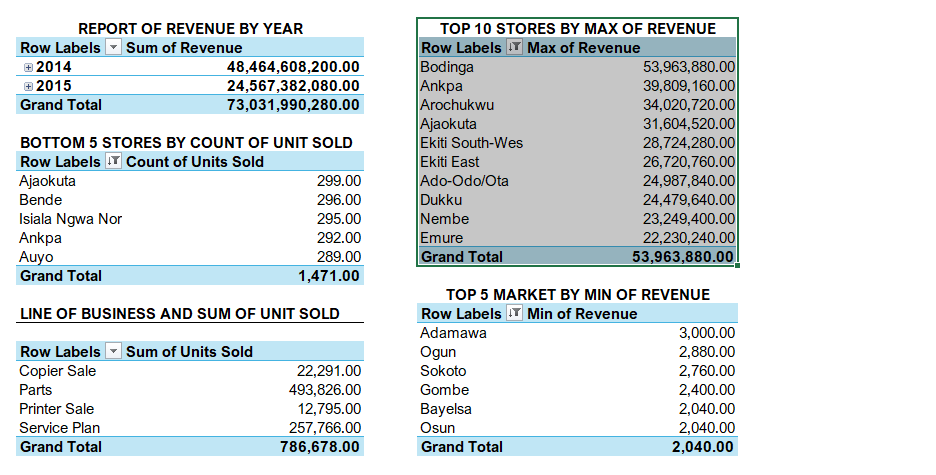 REPORT OF REVENUE BY YEAR
Row Labels Sum of Revenue
2014 48,464,608,200.00
2015 24,567,382,080.00
Grand Total 73,031,990,280.00
BOTTOM 5 STORES BY COUNT OF UNIT SOLD
Row Labels Count of Units Sold
Ajaokuta 299.00
Bende 296.00
Isiala Ngwa Nor 295.00
Ankpa 292.00
Auyo 289.00
Grand Total 1,471.00
LINE OF BUSINESS AND SUM OF UNIT SOLD
Row Labels Sum of Units Sold
Copier Sale 22,291.00
Parts 493,826.00
Printer Sale 12,795.00
Service Plan 257,766.00
Grand Total 786,678.00
TOP 10 STORES BY MAX OF REVENUE
Row Labels Max of Revenue
Bodinga 53,963,880.00
Ankpa 39,809,160.00
Arochukwu 34,020,720.00
Ajaokuta 31,604,520.00
Ekiti South-Wes 28,724,280.00
Ekiti East 26,720,760.00
Ado-Odo/Ota 24,987,840.00
Dukku 24,479,640.00
Nembe 23,249,400.00
Emure 22,230,240.00
Grand Total 53,963,880.00
TOP 5 MARKET BY MIN OF REVENUE
Row Labels Min of Revenue
Adamawa 3,000.00
Ogun 2,880.00
Sokoto 2,760.00
Gombe 2,400.00
Bayelsa 2,040.00
Osun 2,040.00
Grand Total 2,040.00